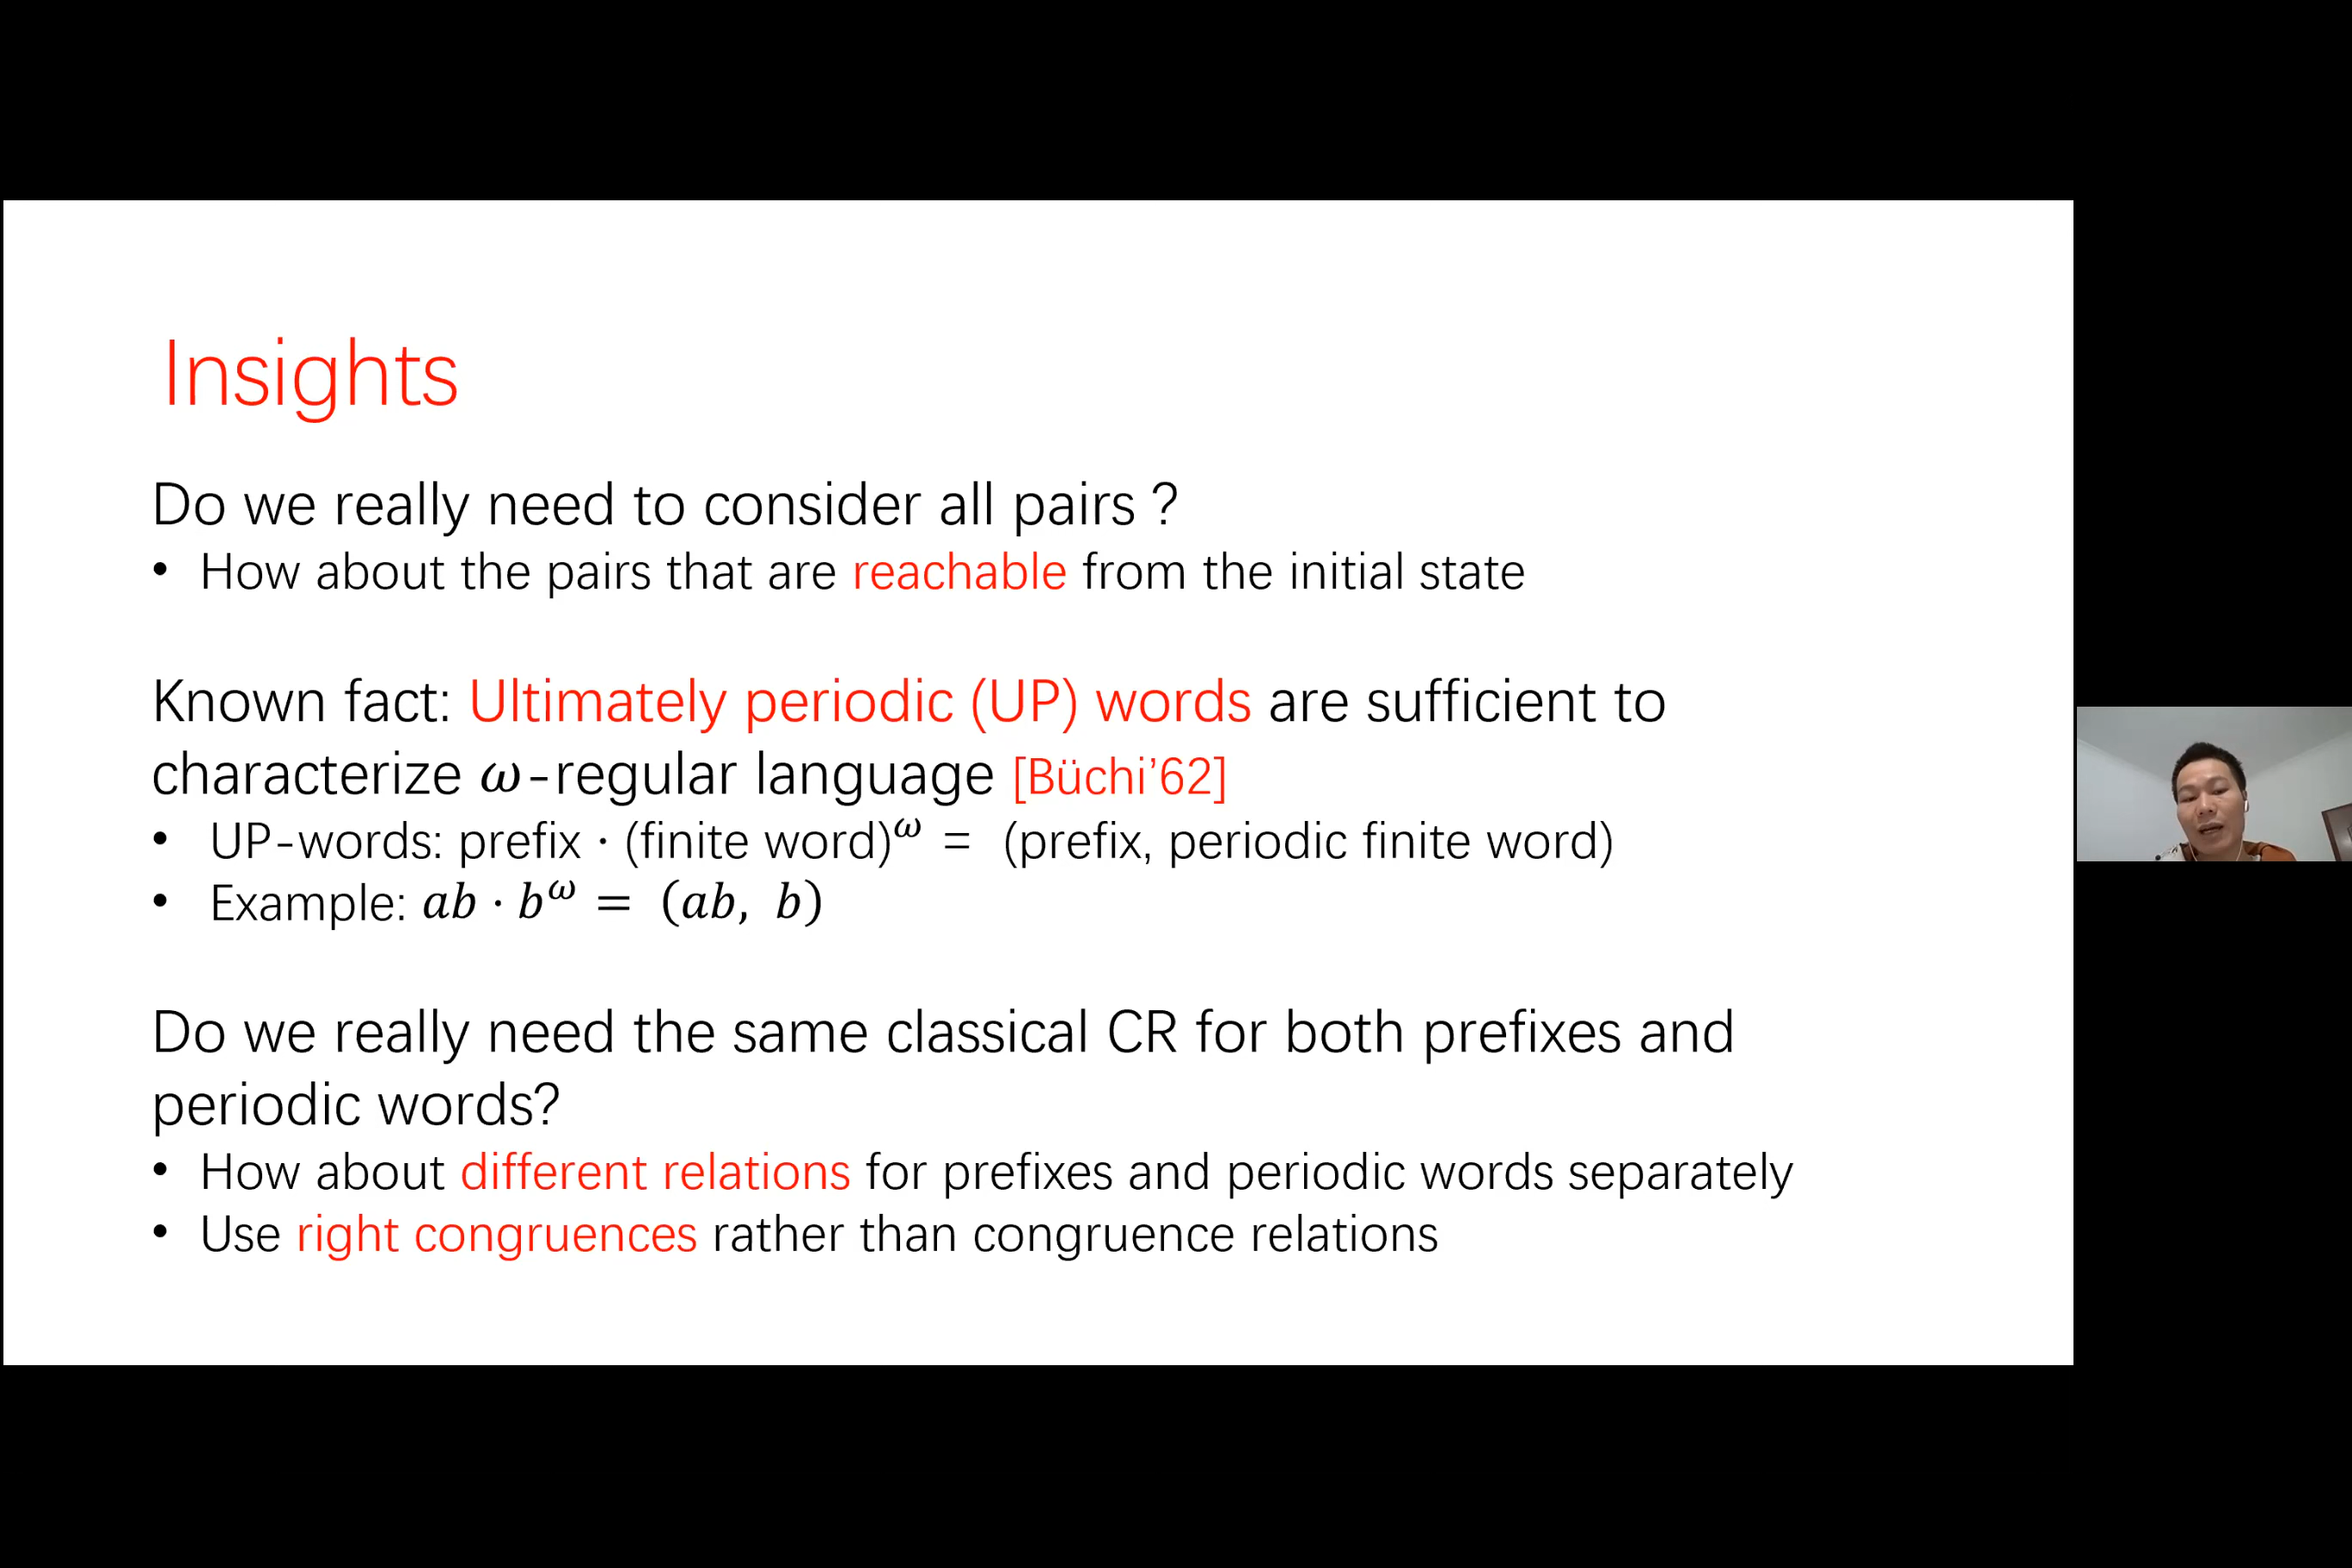 Insights
Do we really need to consider all pairs ?
• How about the pairs that are reachable from the initial state
Known fact: Ultimately periodic (UP) words are sufficient to
characterize ω-regular language [Büchi’62]
• UP-words: prefix · (finite word)^ω = (prefix, periodic finite word)
• Example: ab · b^ω = (ab, b)
Do we really need the same classical CR for both prefixes and
periodic words?
• How about different relations for prefixes and periodic words separately
• Use right congruences rather than congruence relations